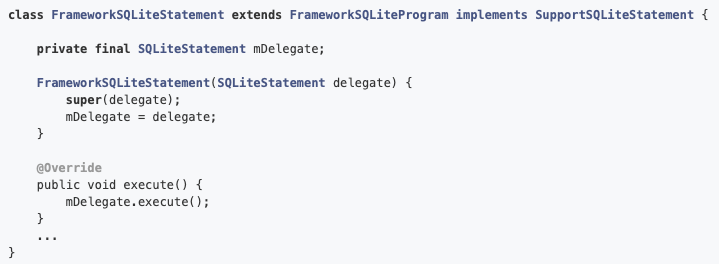 class FrameworkSQLiteStatement extends FrameworkSQLiteProgram implements SupportSQLiteStatement {
private final SQLiteStatement mDelegate;
FrameworkSQLiteStatement(SQLiteStatement delegate) {
super(delegate);
mDelegate = delegate;
}
@Override
public void execute() {
mDelegate.execute();
}
...
}